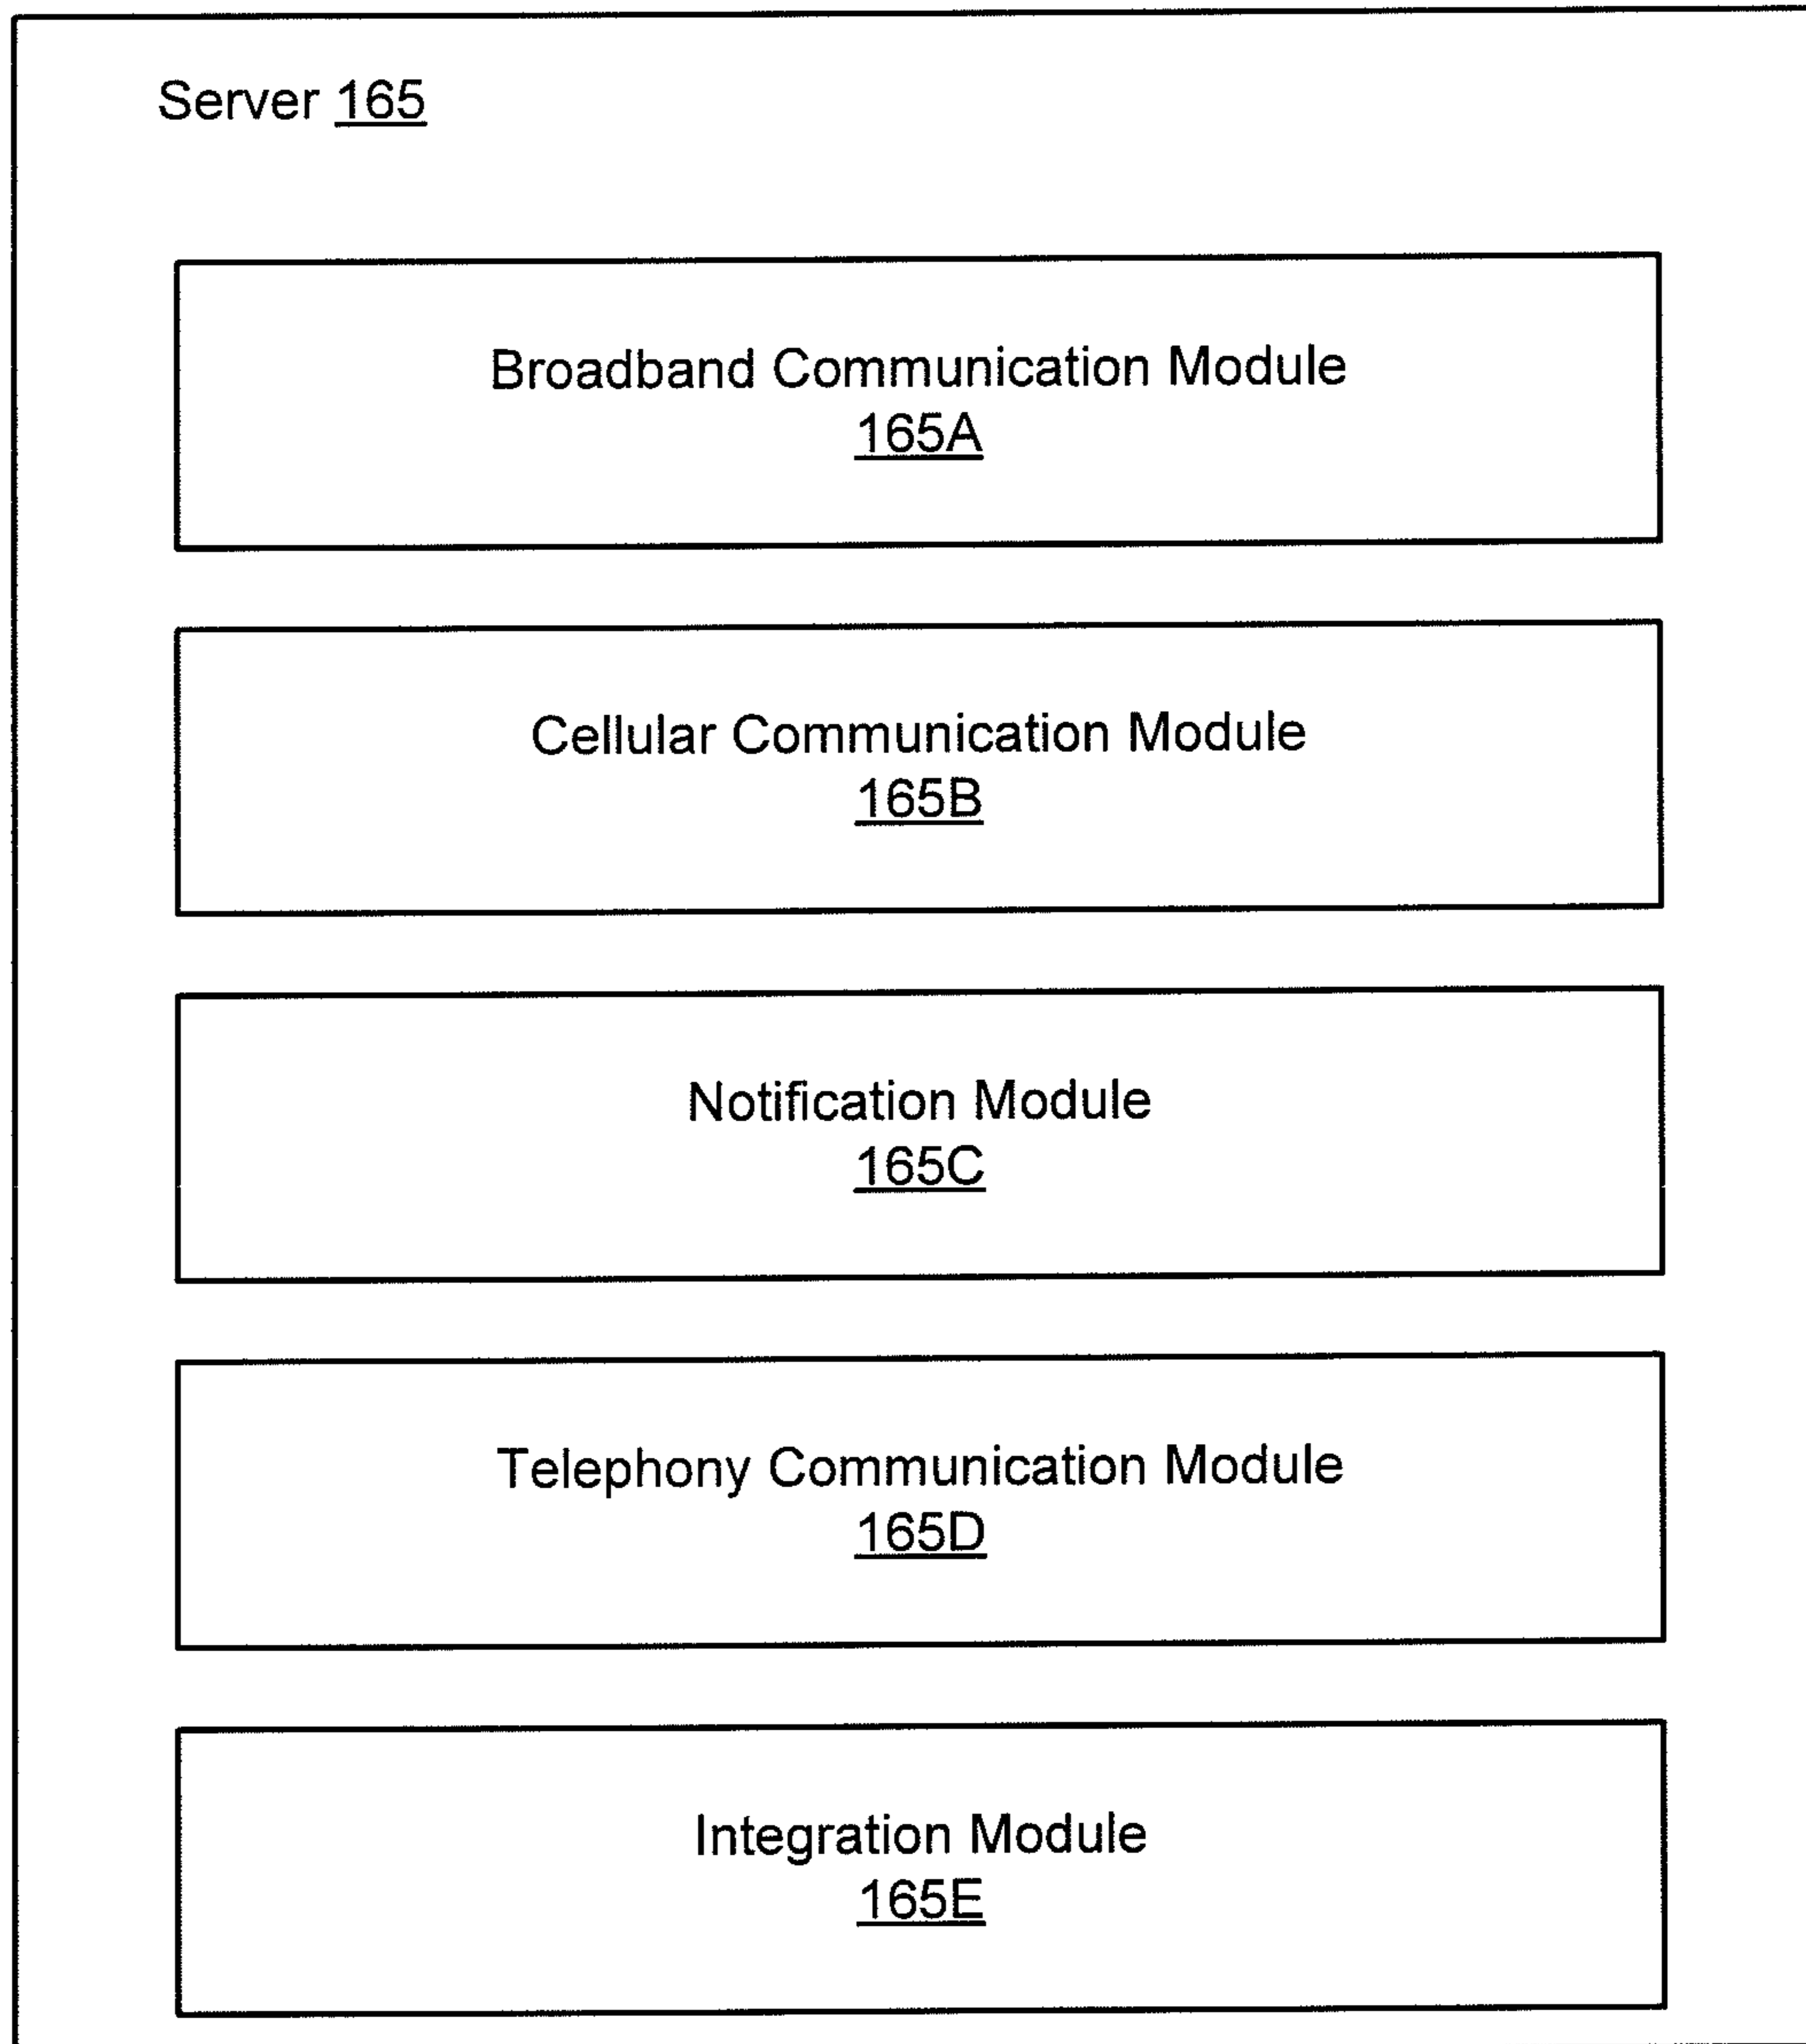 Server 165
Broadband Communication Module
165A
Cellular Communication Module
165B
Notification Module
165C
Telephony Communication Module
165D
Integration Module
165E